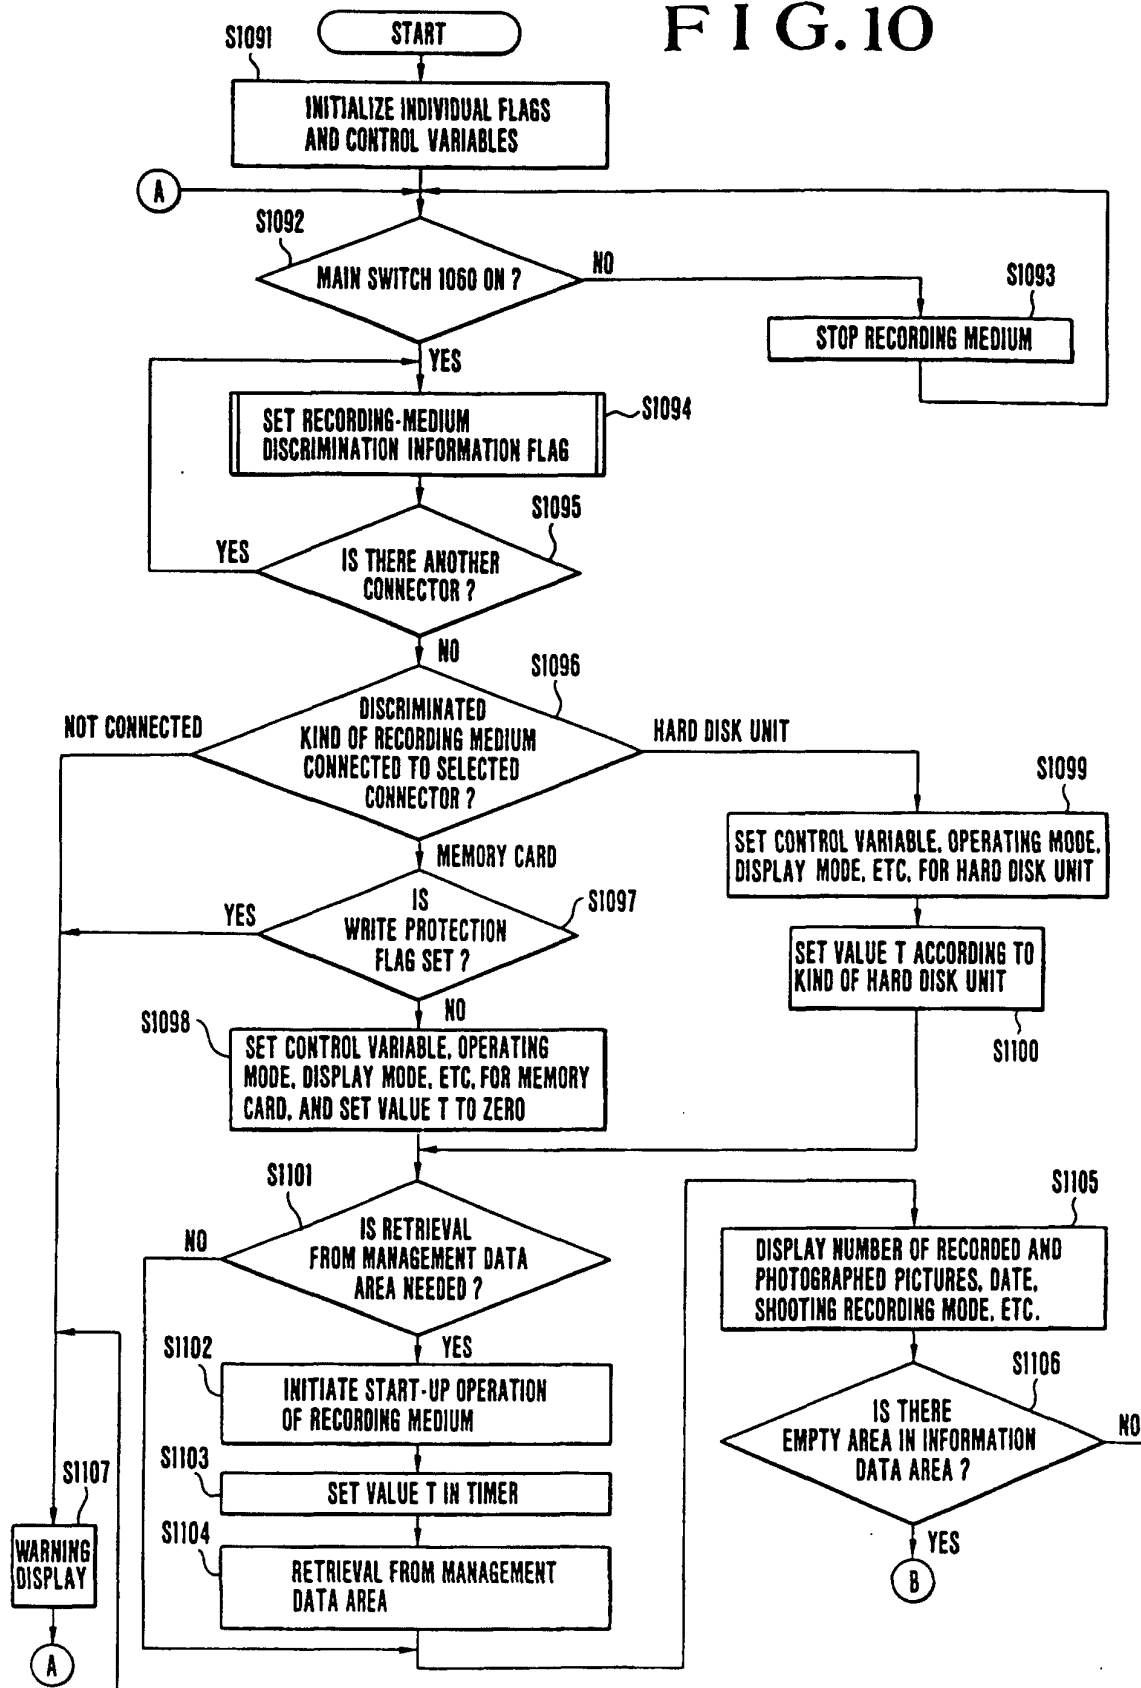 FIG. 10
START
S1091
INITIALIZE INDIVIDUAL FLAGS
AND CONTROL VARIABLES
A
S1092
MAIN SWITCH 1060 ON ?
NO
S1093
STOP RECORDING MEDIUM
YES
S1094
SET RECORDING-MEDIUM
DISCRIMINATION INFORMATION FLAG
S1095
YES
IS THERE ANOTHER
CONNECTOR ?
NO
S1096
NOT CONNECTED
DISCRIMINATED
KIND OF RECORDING MEDIUM
CONNECTED TO SELECTED
CONNECTOR ?
HARD DISK UNIT
S1099
SET CONTROL VARIABLE, OPERATING MODE,
DISPLAY MODE, ETC. FOR HARD DISK UNIT
MEMORY CARD
YES
IS
WRITE PROTECTION
FLAG SET ?
S1097
SET VALUE T ACCORDING TO
KIND OF HARD DISK UNIT
S1100
NO
S1098
SET CONTROL VARIABLE, OPERATING
MODE, DISPLAY MODE, ETC. FOR MEMORY
CARD, AND SET VALUE T TO ZERO
S1101
NO
IS RETRIEVAL
FROM MANAGEMENT DATA
AREA NEEDED ?
YES
S1102
INITIATE START-UP OPERATION
OF RECORDING MEDIUM
S1103
SET VALUE T IN TIMER
S1104
RETRIEVAL FROM MANAGEMENT
DATA AREA
S1105
DISPLAY NUMBER OF RECORDED AND
PHOTOGRAPHED PICTURES, DATE,
SHOOTING RECORDING MODE, ETC.
S1106
IS THERE
EMPTY AREA IN INFORMATION
DATA AREA ?
NO
YES
B
S1107
WARNING
DISPLAY
A